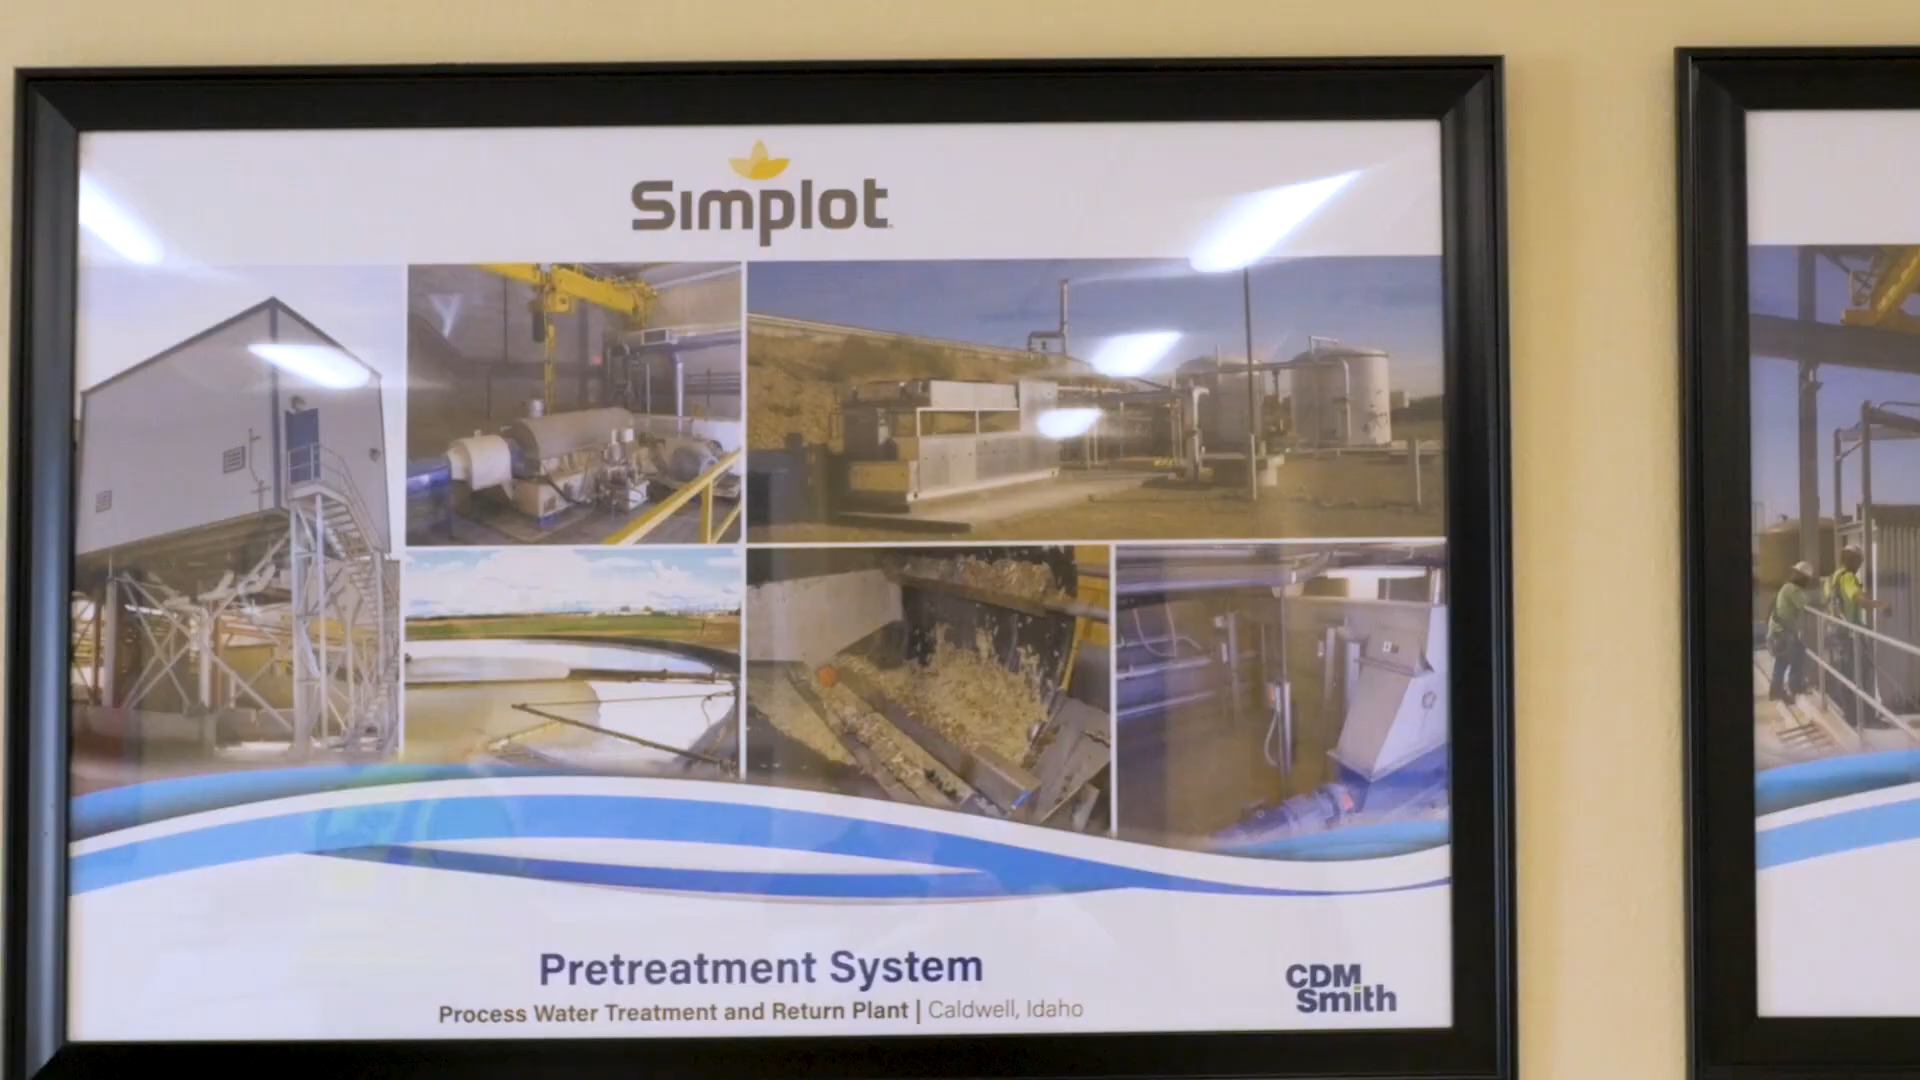 Simplot
Pretreatment System
Process Water Treatment and Return Plant | Caldwell, Idaho
CDM
Smith